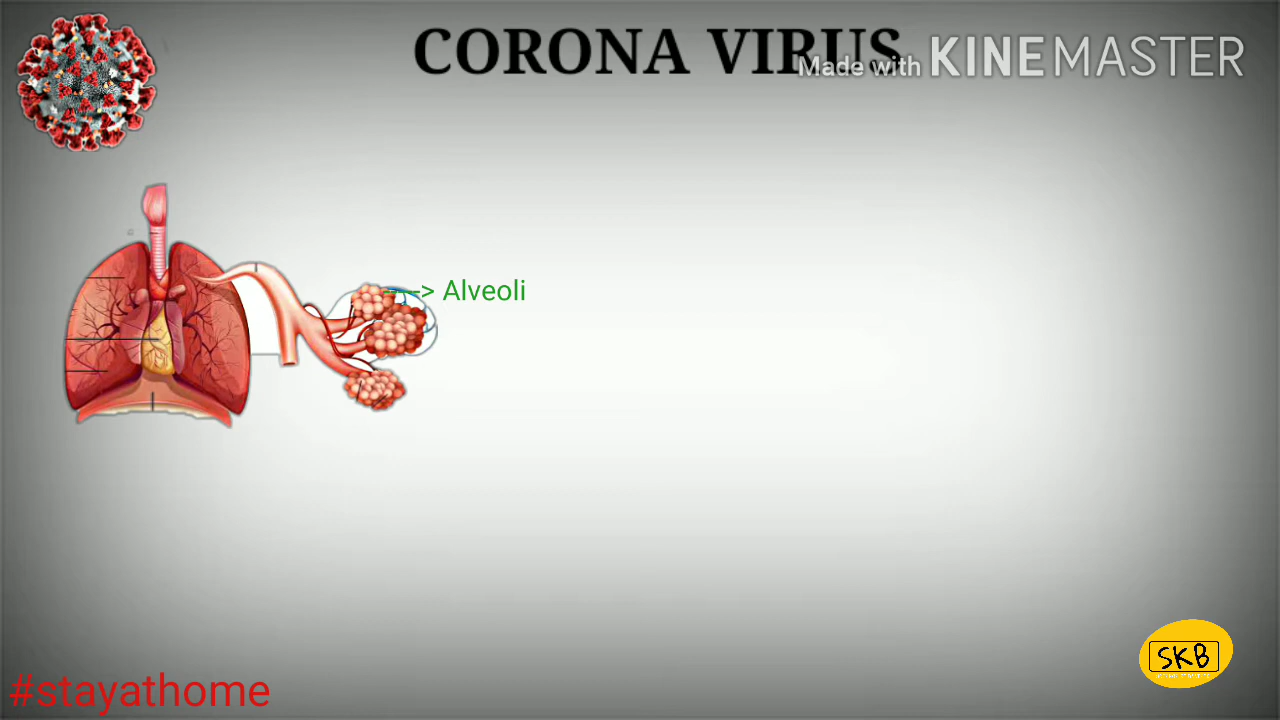 CORONA VIRUS
Made with KINEMASTER
----> Alveoli
SKB
#stayathome